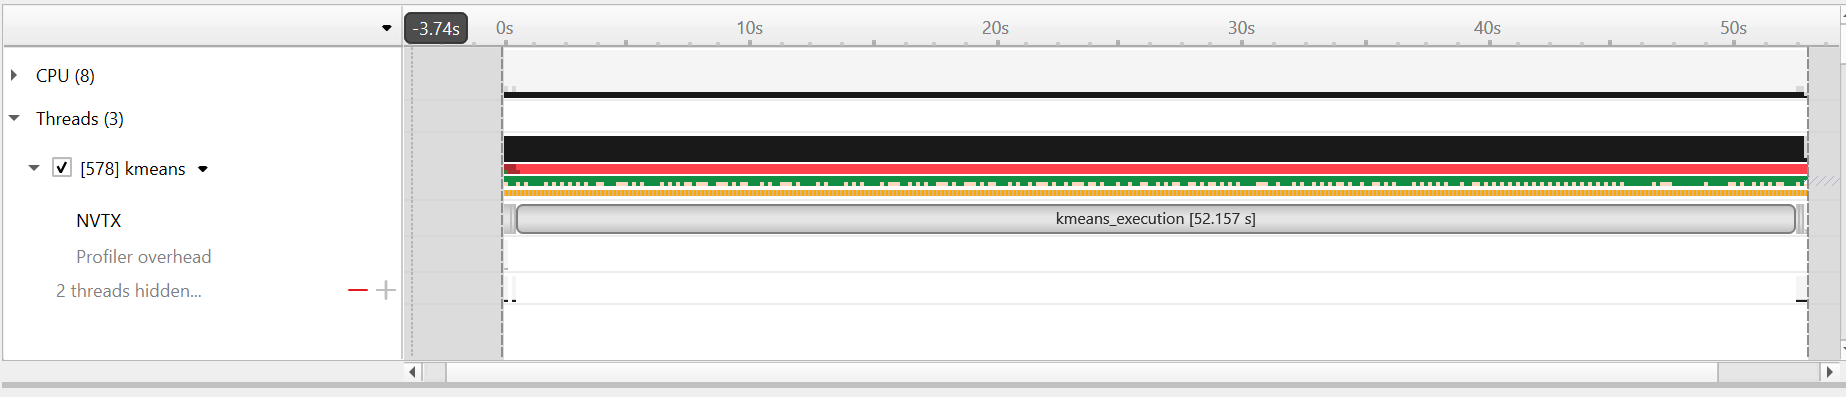 -3.74s 0s 10s 20s 30s 40s 50s
CPU (8)
Threads (3)
[578] kmeans
NVTX kmeans_execution [52.157 s]
Profiler overhead
2 threads hidden...